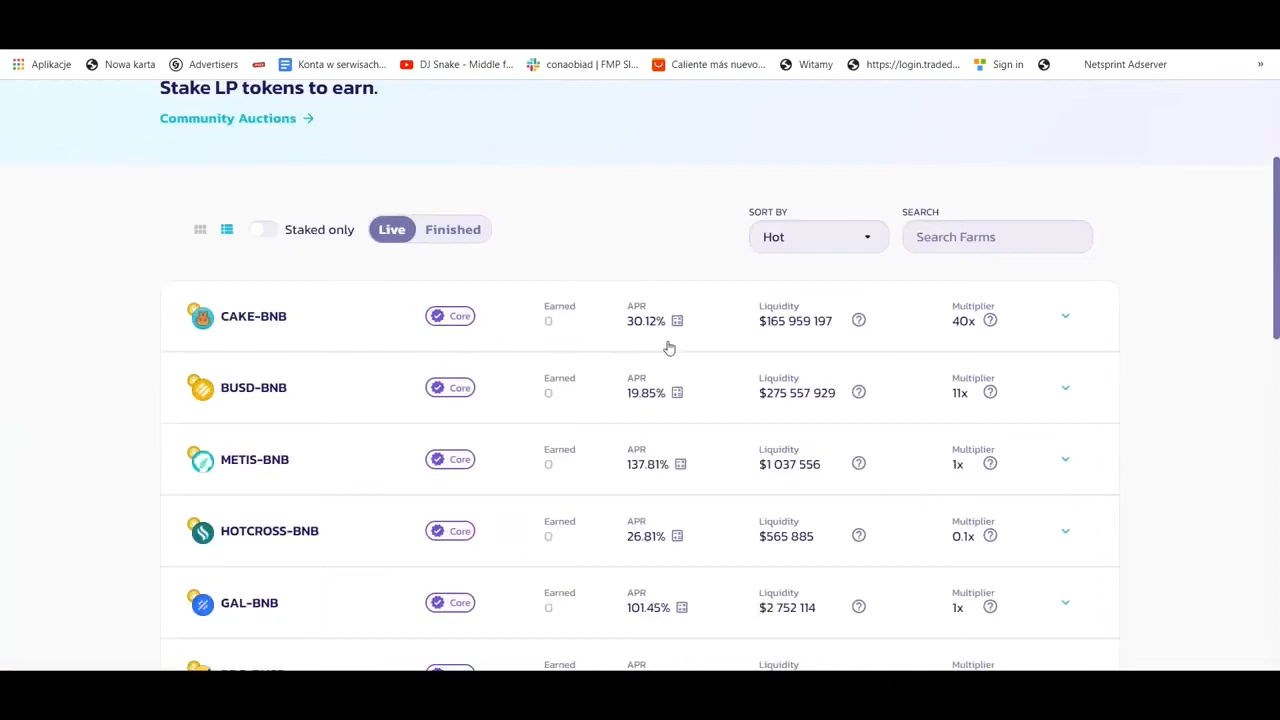 Aplikacje Nowa karta Advertisers Konta w serwisach... DJ Snake - Middle f... conaobiad | FMP Sl... Caliente más nuevo... Witamy https://login.traded... Sign in Netsprint Adserver »
Stake LP tokens to earn.
Community Auctions →
SORT BY SEARCH
Staked only Live Finished Hot Search Farms
Earned APR Liquidity Multiplier
CAKE-BNB Core 0 30.12% $165 959 197 40x
Earned APR Liquidity Multiplier
BUSD-BNB Core 0 19.85% $275 557 929 11x
Earned APR Liquidity Multiplier
METIS-BNB Core 0 137.81% $1 037 556 1x
Earned APR Liquidity Multiplier
HOTCROSS-BNB Core 0 26.81% $565 885 0.1x
Earned APR Liquidity Multiplier
GAL-BNB Core 0 101.45% $2 752 114 1x
Earned APR Liquidity Multiplier